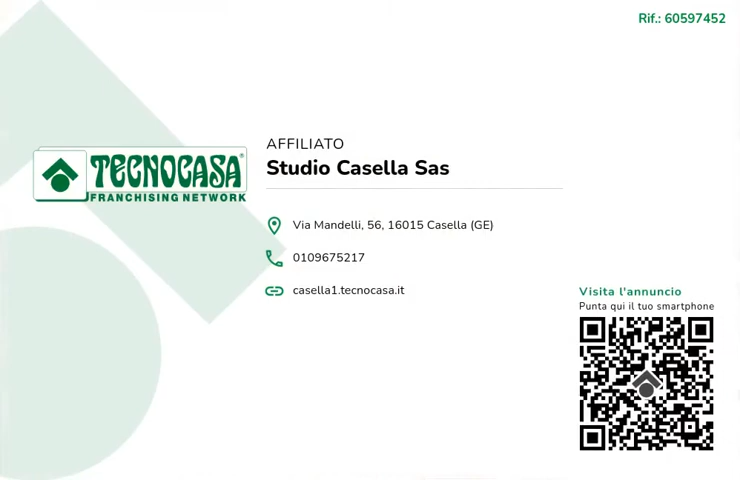 Rif.: 60597452
TECNOCASA®
FRANCHISING NETWORK
AFFILIATO
Studio Casella Sas
Via Mandelli, 56, 16015 Casella (GE)
0109675217
casella1.tecnocasa.it
Visita l'annuncio
Punta qui il tuo smartphone